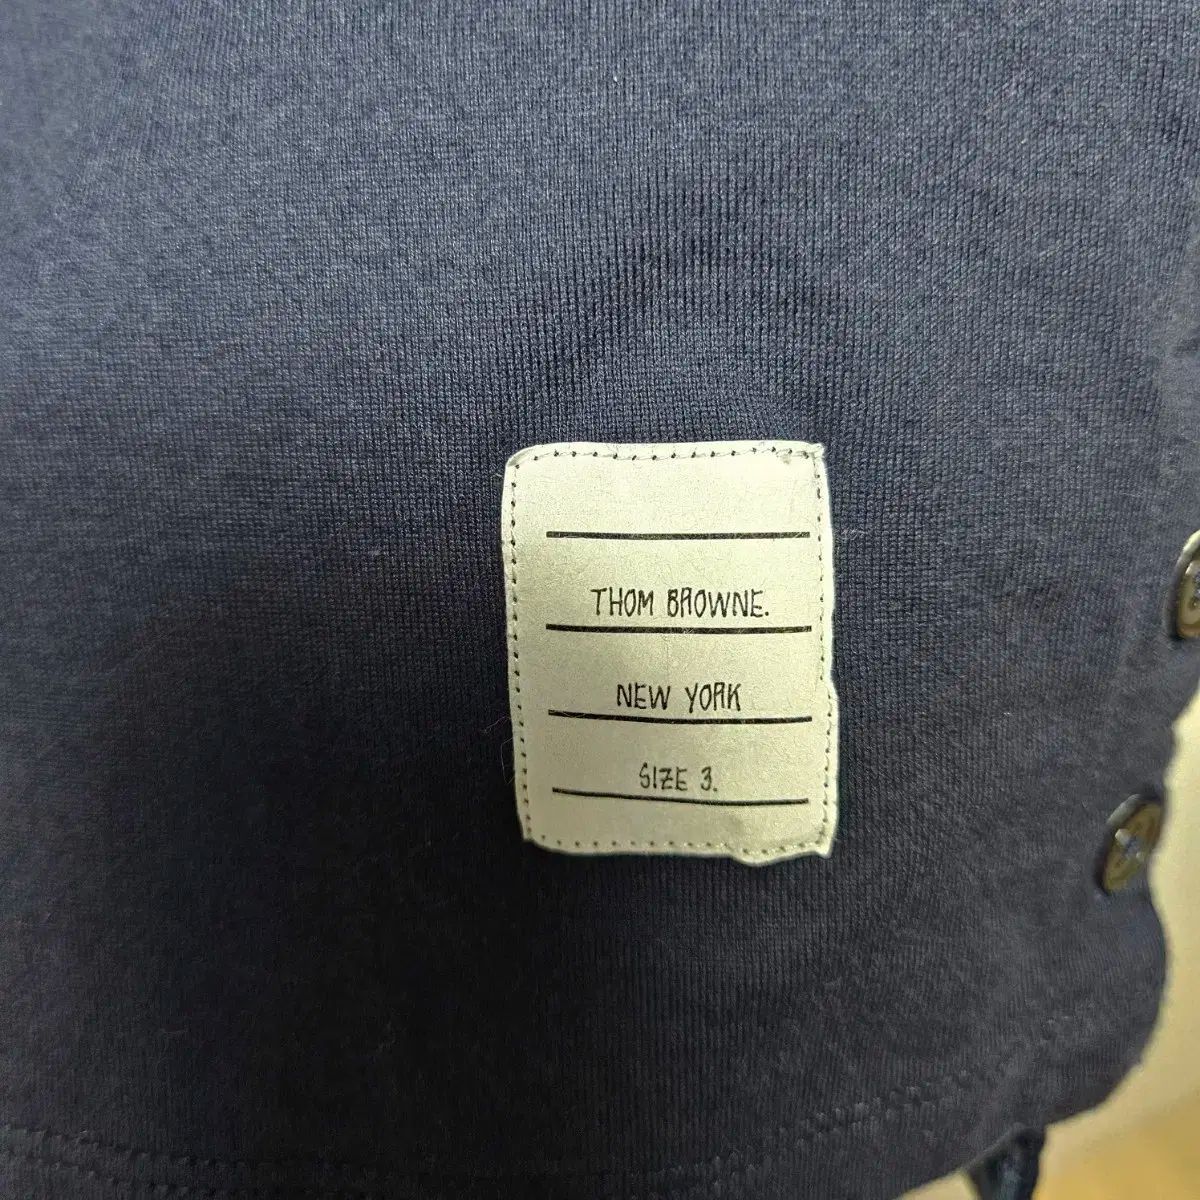 THOM BROWNE.
NEW YORK
SIZE 3.